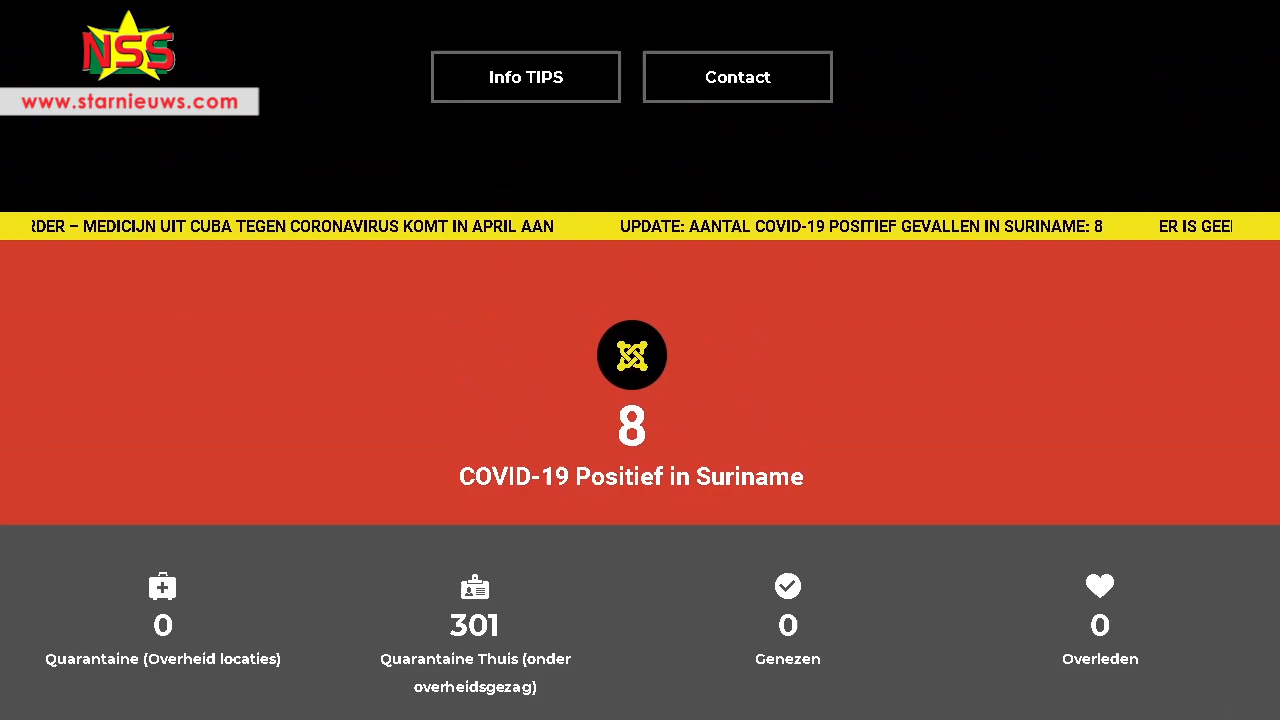 NSS
www.starnieuws.com
Info TIPS
Contact
RDER – MEDICIJN UIT CUBA TEGEN CORONAVIRUS KOMT IN APRIL AAN UPDATE: AANTAL COVID-19 POSITIEF GEVALLEN IN SURINAME: 8 ER IS
8
COVID-19 Positief in Suriname
0
Quarantaine (Overheid locaties)
301
Quarantaine Thuis (onder
overheidsgezag)
0
Genezen
0
Overleden